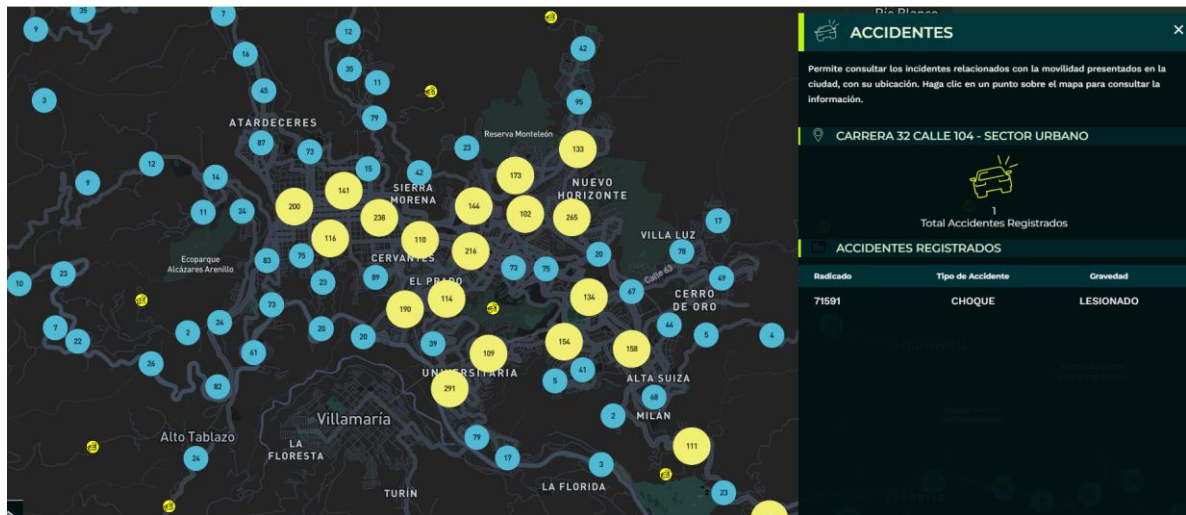 35
7
9
12
42
Río Blanco
ACCIDENTES
×
Permite consultar los incidentes relacionados con la movilidad presentados en la
ciudad, con su ubicación. Haga clic en un punto sobre el mapa para consultar la
información.
16
35
11
45
3
95
79
ATARDECERES
Reserva Monteleón
CARRERA 32 CALLE 104 - SECTOR URBANO
87
73
23
133
12
15
42
173
14
9
141
SIERRA
MORENA
NUEVO
HORIZONTE
200
144
102
265
11
24
238
17
1
Total Accidentes Registrados
116
110
216
VILLA LUZ
78
ACCIDENTES REGISTRADOS
Ecoparque
Alcázares Arenillo
83
75
CERVANTES
20
73
75
Calle 63
Radicado
Tipo de Accidente
Gravedad
10
23
23
89
EL PRADO
67
49
71591
CHOQUE
LESIONADO
73
190
114
134
CERRO
DE ORO
7
22
2
24
20
20
44
5
4
39
154
158
61
109
26
UNIVERSITARIA
41
5
ALTA SUIZA
82
291
68
Villamaría
2
MILÁN
Alto Tablazo
79
LA
FLORESTA
111
24
17
3
LA FLORIDA
TURÍN
2
23